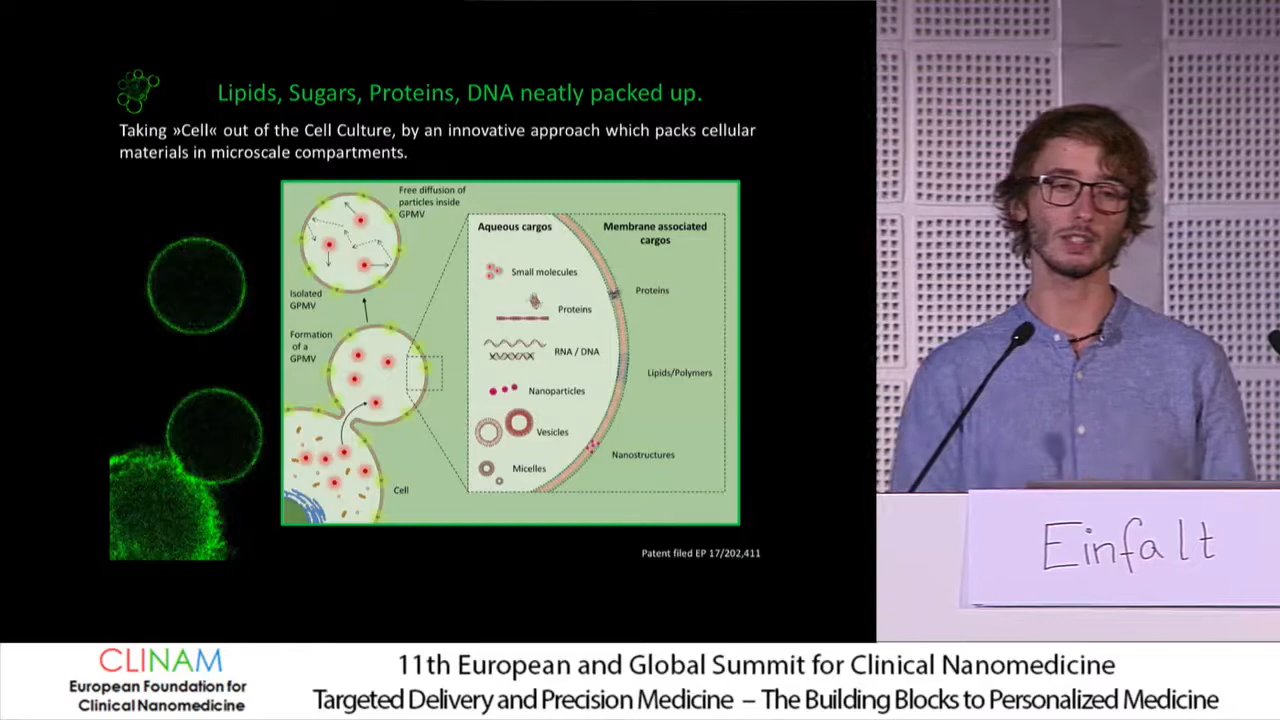 Lipids, Sugars, Proteins, DNA neatly packed up.
Taking »Cell« out of the Cell Culture, by an innovative approach which packs cellular
materials in microscale compartments.
Free diffusion of
particles inside
GPMV
Isolated
GPMV
Formation
of a
GPMV
Cell
Aqueous cargos
Small molecules
Proteins
RNA / DNA
Nanoparticles
Vesicles
Micelles
Membrane associated
cargos
Proteins
Lipids/Polymers
Nanostructures
Patent filed EP 17/202,411
Einfalt
CLINAM
European Foundation for
Clinical Nanomedicine
11th European and Global Summit for Clinical Nanomedicine
Targeted Delivery and Precision Medicine – The Building Blocks to Personalized Medicine